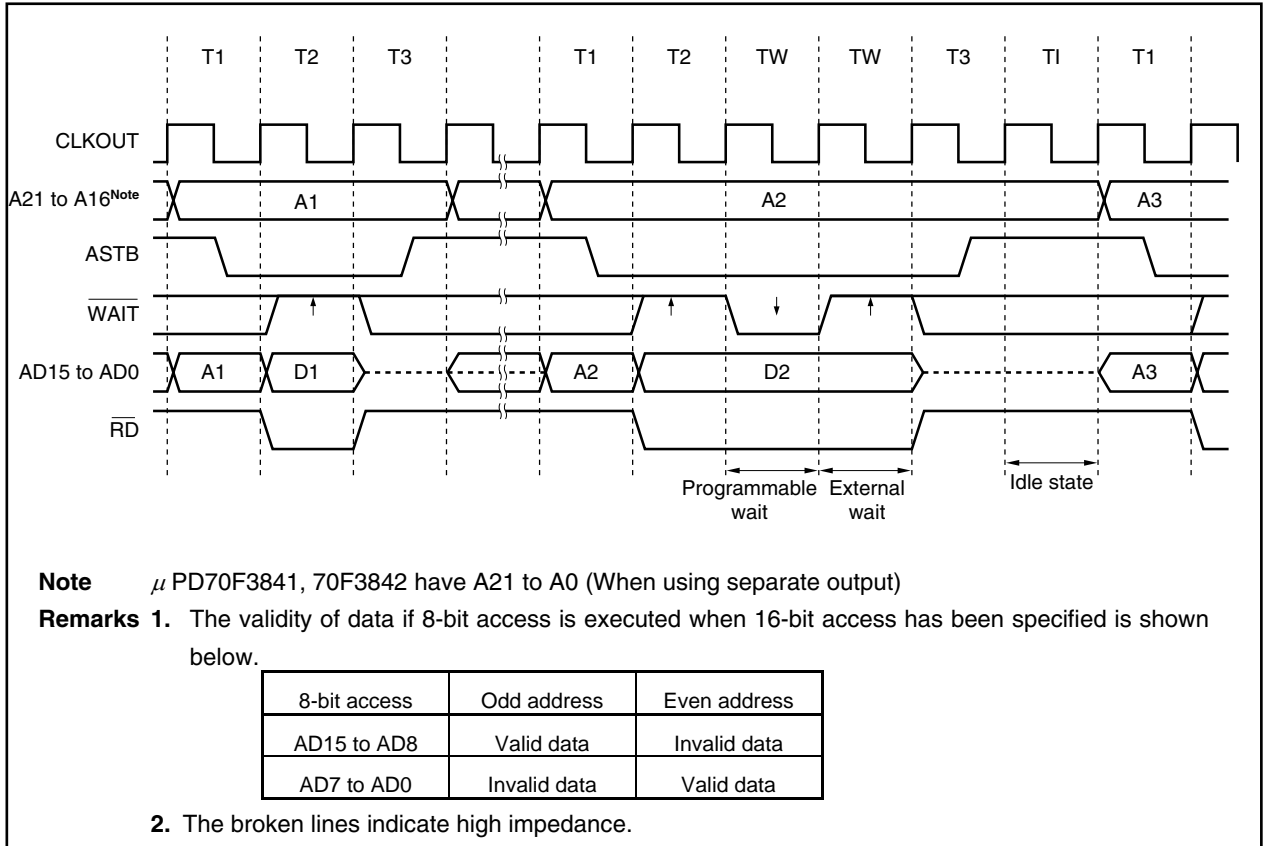 T1 T2 T3 T1 T2 TW TW T3 TI T1
CLKOUT
A21 to A16Note A1 A2 A3
ASTB
WAIT
AD15 to AD0 A1 D1 A2 D2 A3
RD
Programmable wait
External wait
Idle state
Note μ PD70F3841, 70F3842 have A21 to A0 (When using separate output)
Remarks 1. The validity of data if 8-bit access is executed when 16-bit access has been specified is shown
below.
8-bit access Odd address Even address
AD15 to AD8 Valid data Invalid data
AD7 to AD0 Invalid data Valid data
2. The broken lines indicate high impedance.